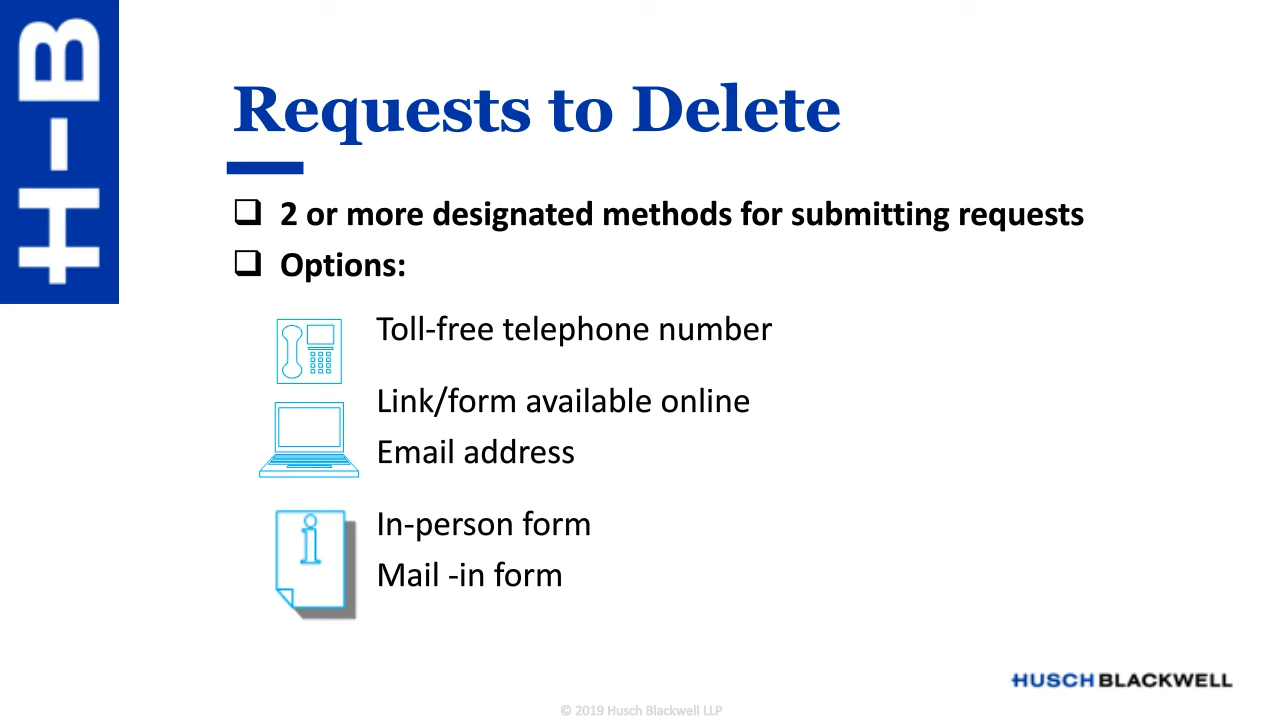 H-B
Requests to Delete
2 or more designated methods for submitting requests
Options:
Toll-free telephone number
Link/form available online
Email address
i
In-person form
Mail -in form
HUSCH BLACKWELL
© 2019 Husch Blackwell LLP